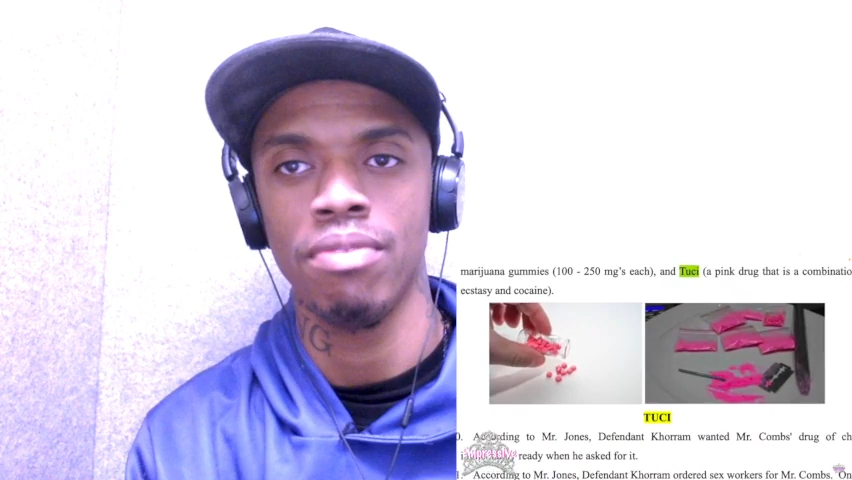 marijuana gummies (100 - 250 mg's each), and Tuci (a pink drug that is a combinatio
ecstasy and cocaine).
TUCI
0. According to Mr. Jones, Defendant Khorram wanted Mr. Combs' drug of ch
ready when he asked for it.
1. According to Mr. Jones, Defendant Khorram ordered sex workers for Mr. Combs. On